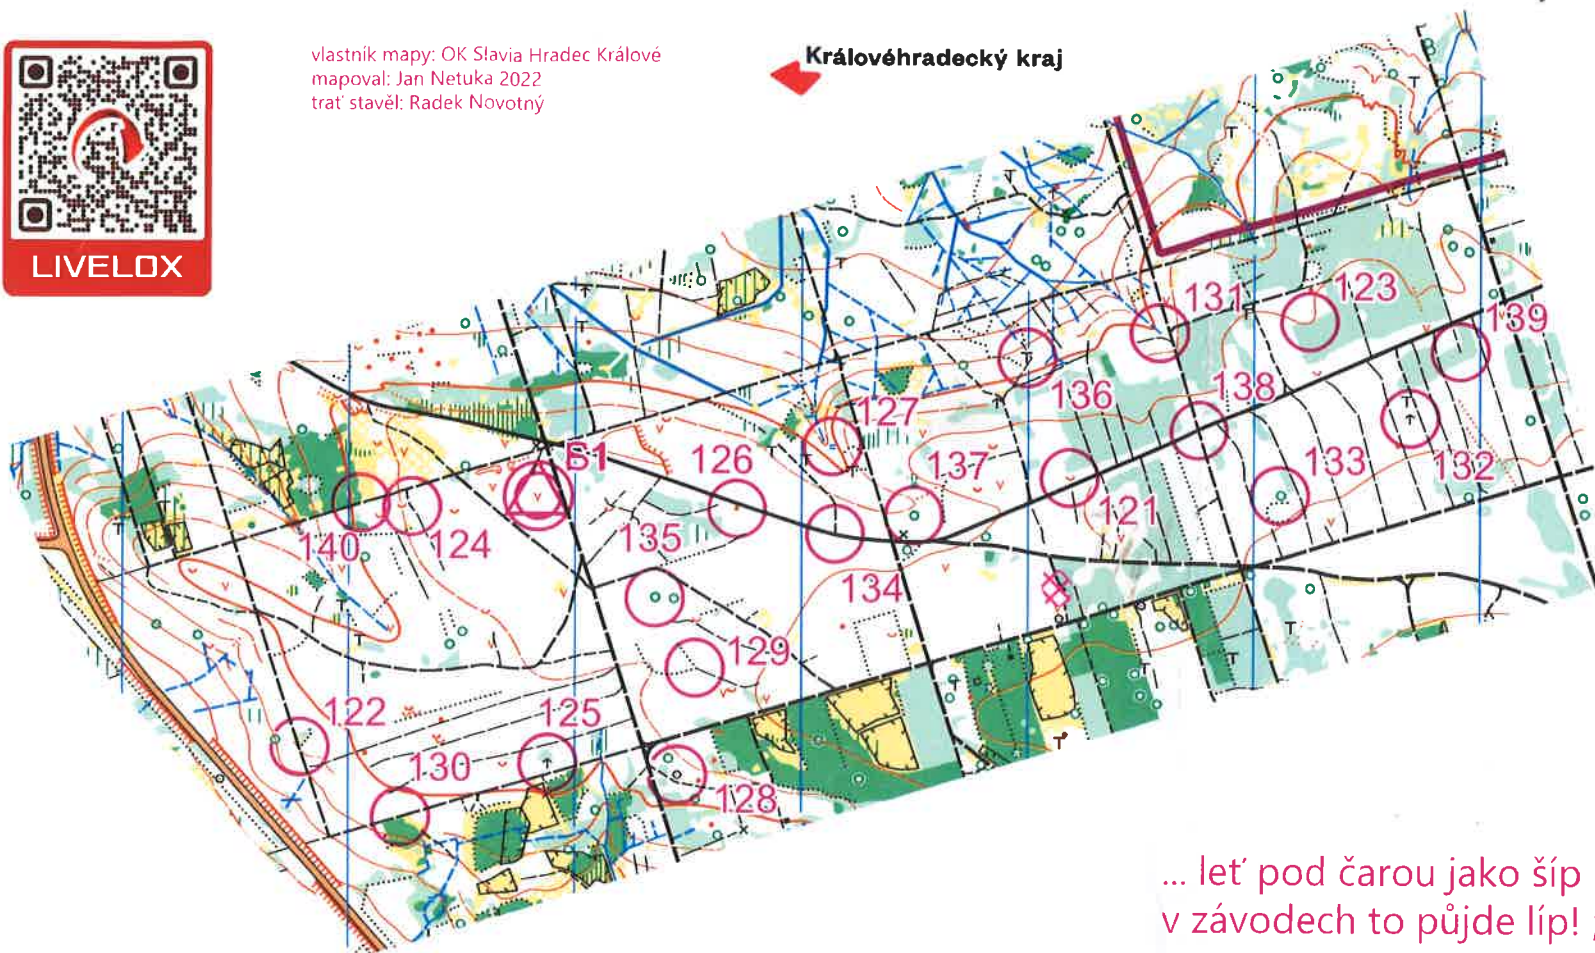 vlastník mapy: OK Slavia Hradec Králové
mapoval: Jan Netuka 2022
trať stavěl: Radek Novotný
Královéhradecký kraj
LIVELOX
131
123
139
136
138
127
S1
126
137
133
132
140
124
135
121
134
129
122
125
130
128
... leť pod čarou jako šíp
v závodech to půjde líp!